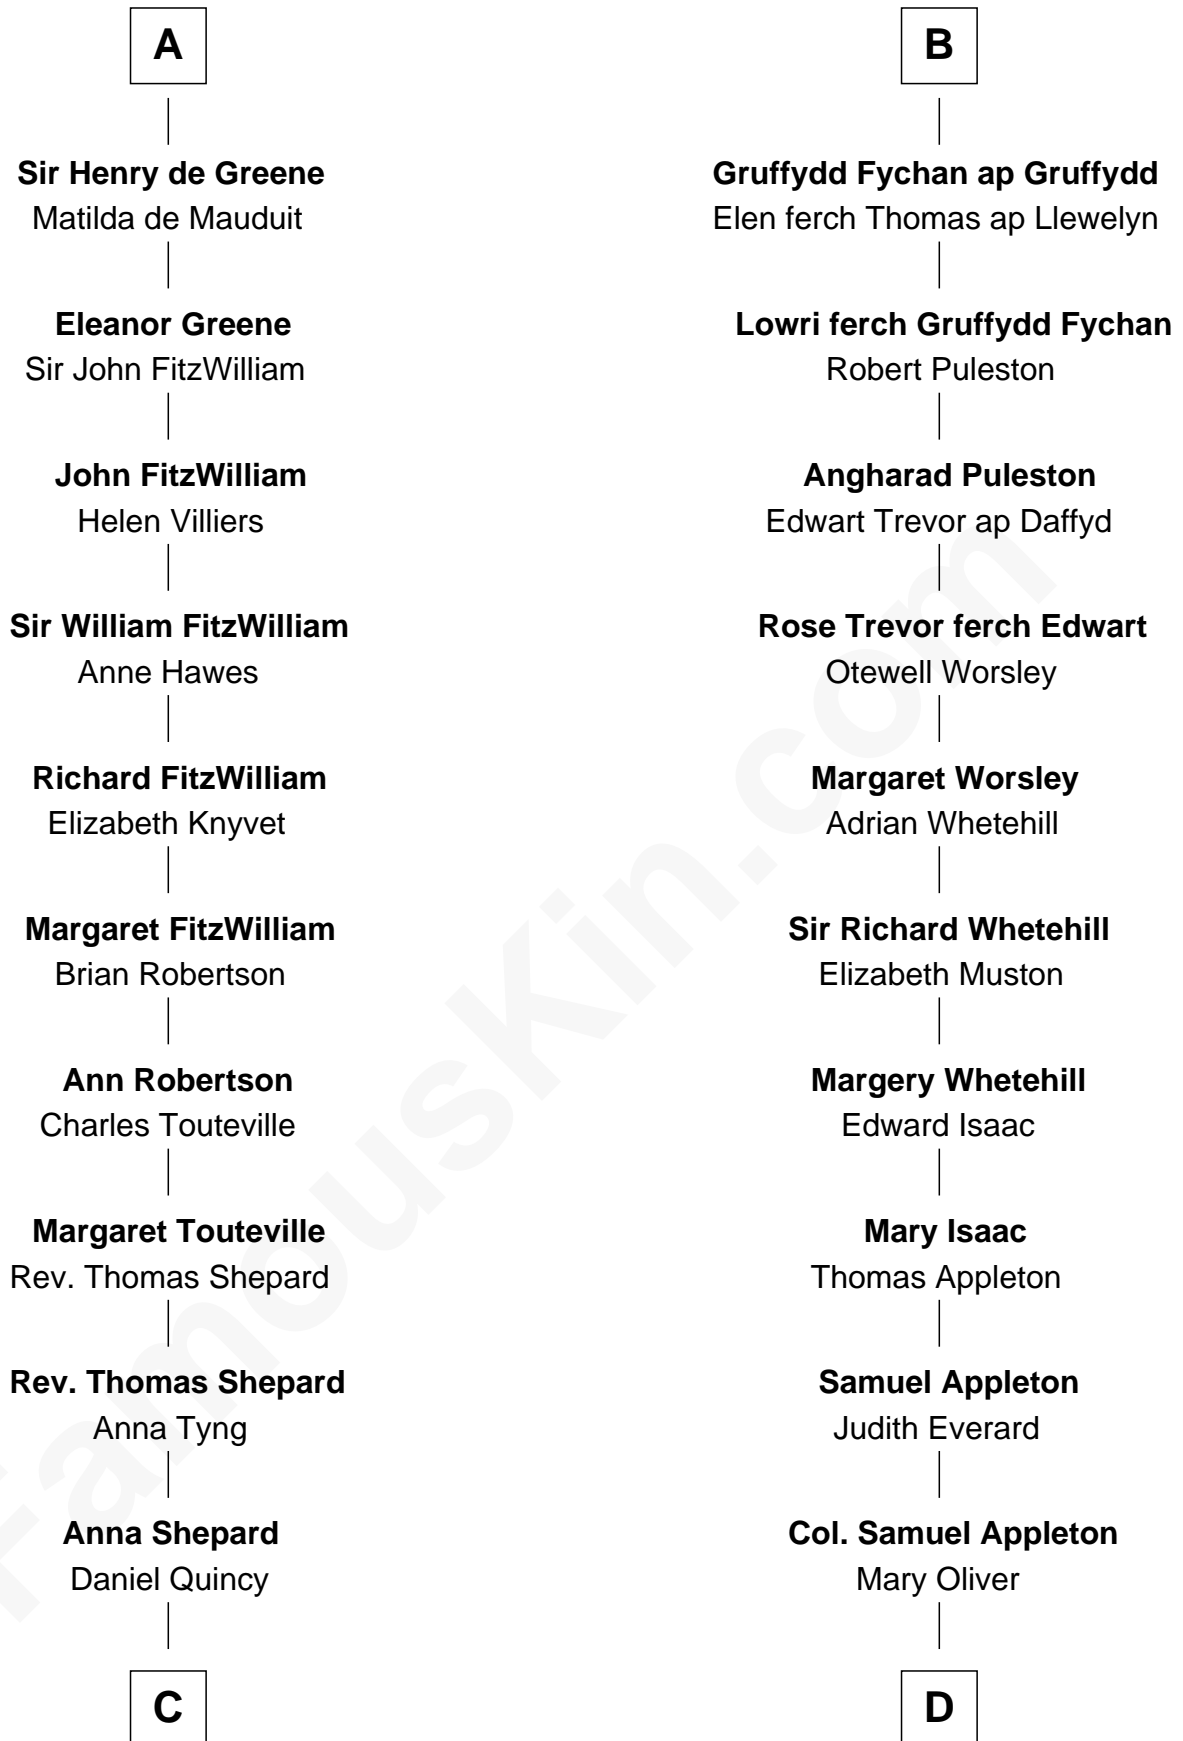 A
Sir Henry de Greene
Matilda de Mauduit
Eleanor Greene
Sir John FitzWilliam
John FitzWilliam
Helen Villiers
Sir William FitzWilliam
Anne Hawes
Richard FitzWilliam
Elizabeth Knyvet
Margaret FitzWilliam
Brian Robertson
Ann Robertson
Charles Touteville
Margaret Touteville
Rev. Thomas Shepard
Rev. Thomas Shepard
Anna Tyng
Anna Shepard
Daniel Quincy
C
B
Gruffydd Fychan ap Gruffydd
Elen ferch Thomas ap Llewelyn
Lowri ferch Gruffydd Fychan
Robert Puleston
Angharad Puleston
Edwart Trevor ap Daffyd
Rose Trevor ferch Edwart
Otewell Worsley
Margaret Worsley
Adrian Whetehill
Sir Richard Whetehill
Elizabeth Muston
Margery Whetehill
Edward Isaac
Mary Isaac
Thomas Appleton
Samuel Appleton
Judith Everard
Col. Samuel Appleton
Mary Oliver
D
FamousKin.com